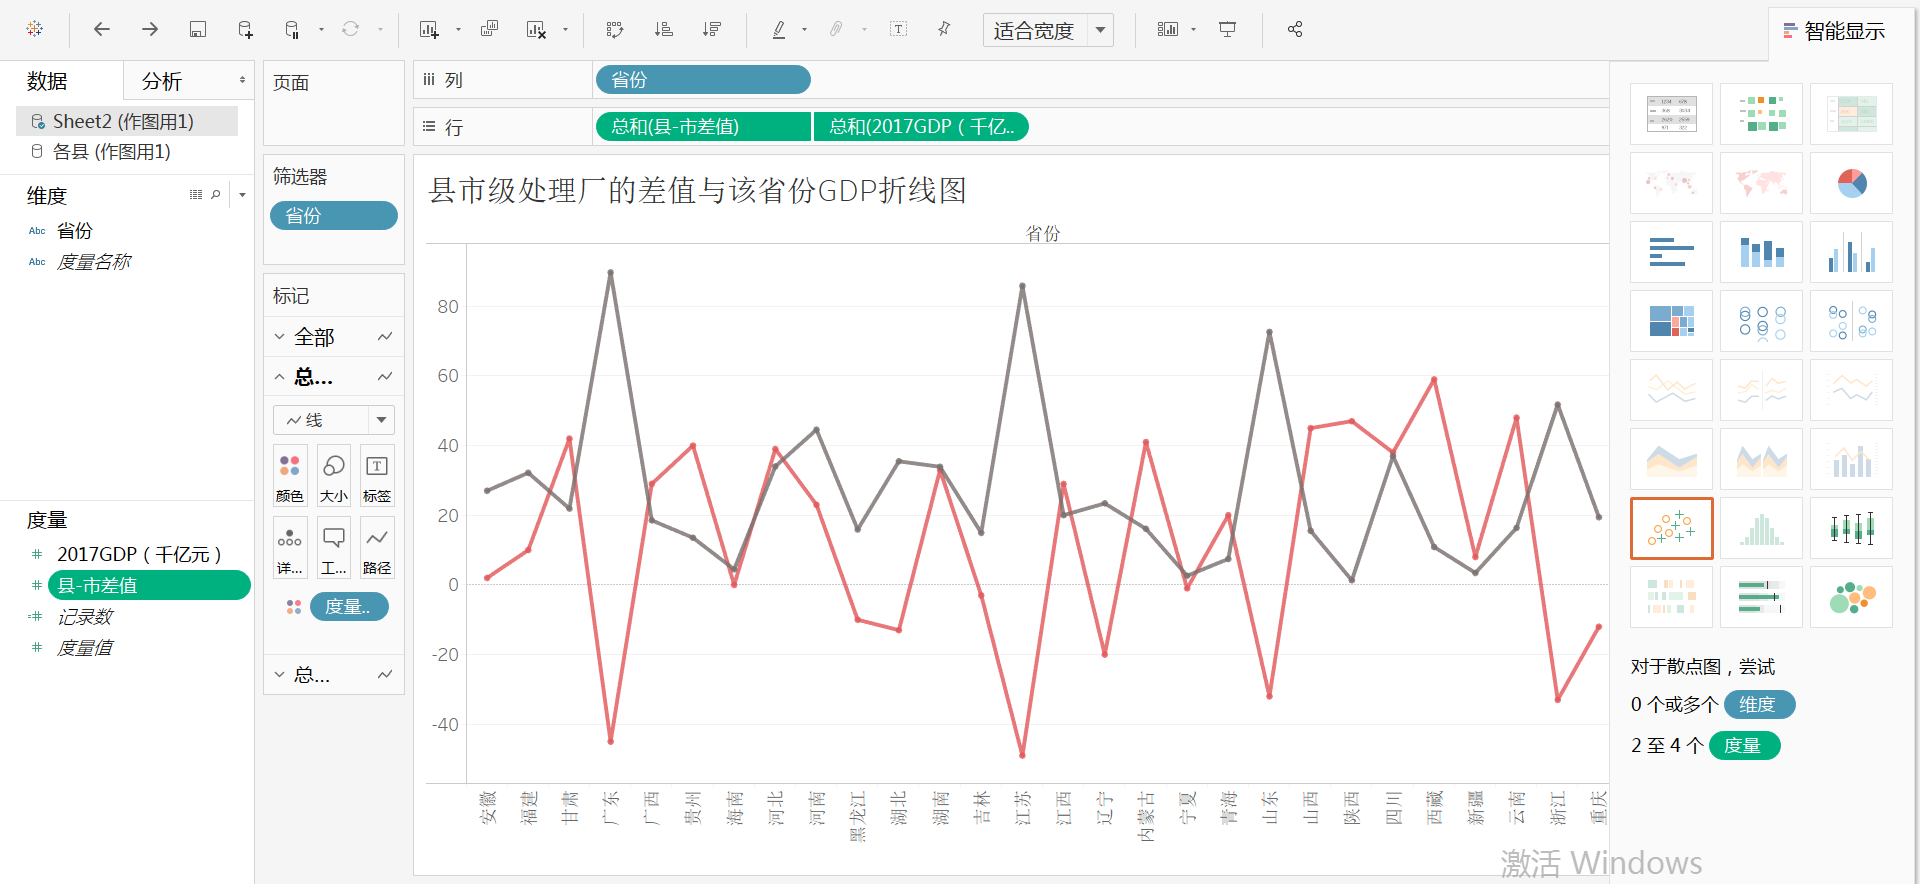 适合宽度
智能显示
数据
分析
Sheet2 (作图用1)
各县 (作图用1)
维度
Abc 省份
Abc 度量名称
度量
2017GDP（千亿元）
县-市差值
记录数
度量值
页面
筛选器
省份
标记
全部
总...
线
颜色
大小
标签
详...
工...
路径
度量..
总...
列
省份
行
总和(县-市差值)
总和(2017GDP（千亿..
县市级处理厂的差值与该省份GDP折线图
省份
80
60
40
20
0
-20
-40
安徽
福建
甘肃
广东
广西
贵州
海南
河北
河南
黑龙江
湖北
湖南
吉林
江苏
江西
辽宁
内蒙古
宁夏
青海
山东
山西
陕西
四川
西藏
新疆
云南
浙江
重庆
对于散点图，尝试
0 个或多个 维度
2 至 4 个 度量
激活 Windows